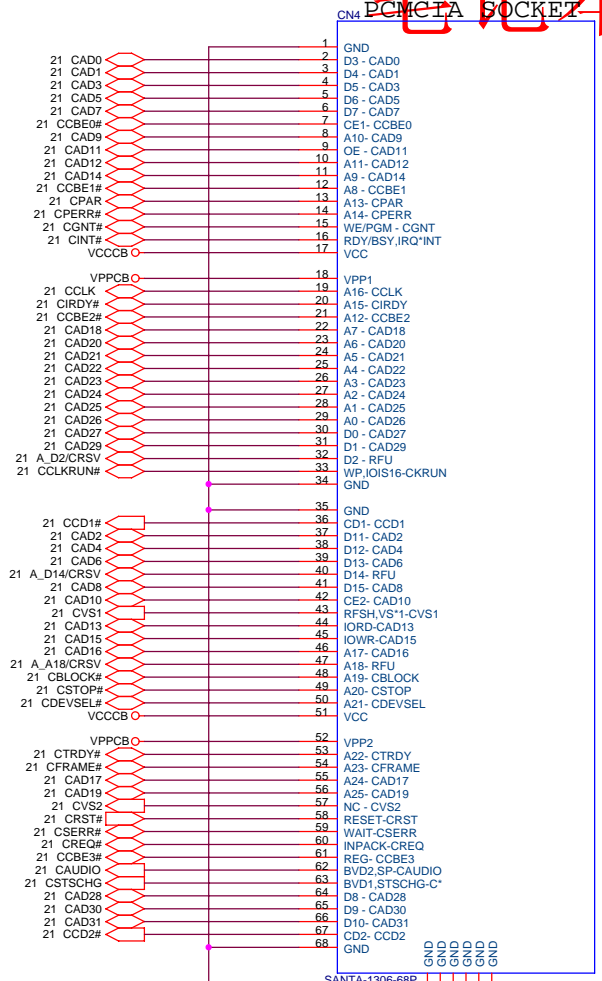 CN4 PCMCIA SOCKET
1 GND
21 CAD0 2 D3 - CAD0
21 CAD1 3 D4 - CAD1
21 CAD3 4 D5 - CAD3
21 CAD5 5 D6 - CAD5
21 CAD7 6 D7 - CAD7
21 CCBE0# 7 CE1- CCBE0
21 CAD9 8 A10- CAD9
21 CAD11 9 OE - CAD11
21 CAD12 10 A11- CAD12
21 CAD14 11 A9 - CAD14
21 CCBE1# 12 A8 - CCBE1
21 CPAR 13 A13- CPAR
21 CPERR# 14 A14- CPERR
21 CGNT# 15 WE/PGM - CGNT
21 CINT# 16 RDY/BSY,IRQ*INT
VCCCB 17 VCC
VPPCB 18 VPP1
21 CCLK 19 A16- CCLK
21 CIRDY# 20 A15- CIRDY
21 CCBE2# 21 A12- CCBE2
21 CAD18 22 A7 - CAD18
21 CAD20 23 A6 - CAD20
21 CAD21 24 A5 - CAD21
21 CAD22 25 A4 - CAD22
21 CAD23 26 A3 - CAD23
21 CAD24 27 A2 - CAD24
21 CAD25 28 A1 - CAD25
21 CAD26 29 A0 - CAD26
21 CAD27 30 D0 - CAD27
21 CAD29 31 D1 - CAD29
21 A_D2/CRSV 32 D2 - RFU
21 CCLKRUN# 33 WP,IOIS16-CKRUN
34 GND
35 GND
21 CCD1# 36 CD1- CCD1
21 CAD2 37 D11- CAD2
21 CAD4 38 D12- CAD4
21 CAD6 39 D13- CAD6
21 A_D14/CRSV 40 D14- RFU
21 CAD8 41 D15- CAD8
21 CAD10 42 CE2- CAD10
21 CVS1 43 RFSH,VS*1-CVS1
21 CAD13 44 IORD-CAD13
21 CAD15 45 IOWR-CAD15
21 CAD16 46 A17- CAD16
21 A_A18/CRSV 47 A18- RFU
21 CBLOCK# 48 A19- CBLOCK
21 CSTOP# 49 A20- CSTOP
21 CDEVSEL# 50 A21- CDEVSEL
VCCCB 51 VCC
VPPCB 52 VPP2
21 CTRDY# 53 A22- CTRDY
21 CFRAME# 54 A23- CFRAME
21 CAD17 55 A24- CAD17
21 CAD19 56 A25- CAD19
21 CVS2 57 NC - CVS2
21 CRST# 58 RESET-CRST
21 CSERR# 59 WAIT-CSERR
21 CREQ# 60 INPACK-CREQ
21 CCBE3# 61 REG- CCBE3
21 CAUDIO 62 BVD2,SP-CAUDIO
21 CSTSCHG 63 BVD1,STSCHG-C*
21 CAD28 64 D8 - CAD28
21 CAD30 65 D9 - CAD30
21 CAD31 66 D10- CAD31
21 CCD2# 67 CD2- CCD2
68 GND
GND GND GND GND GND GND
SANTA-1306-68P